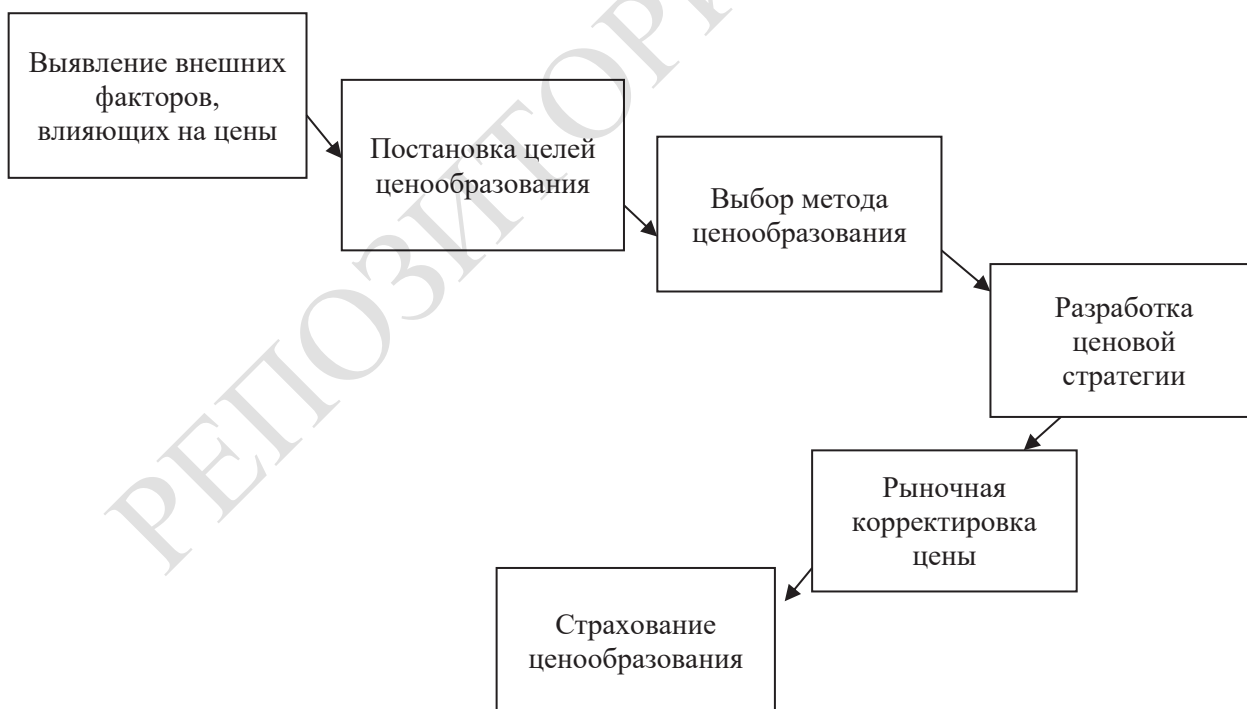 Выявление внешних
факторов,
влияющих на цены
Постановка целей
ценообразования
Выбор метода
ценообразования
Разработка
ценовой
стратегии
Рыночная
корректировка
цены
Страхование
ценообразования
РЕПОЗИТОРИ